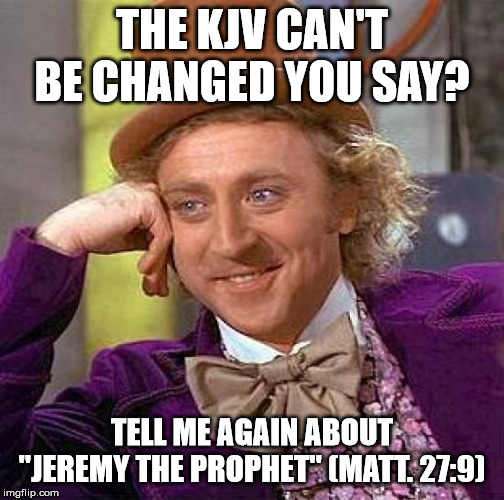 THE KJV CAN'T
BE CHANGED YOU SAY?
TELL ME AGAIN ABOUT
"JEREMY THE PROPHET" (MATT. 27:9)
imgflip.com